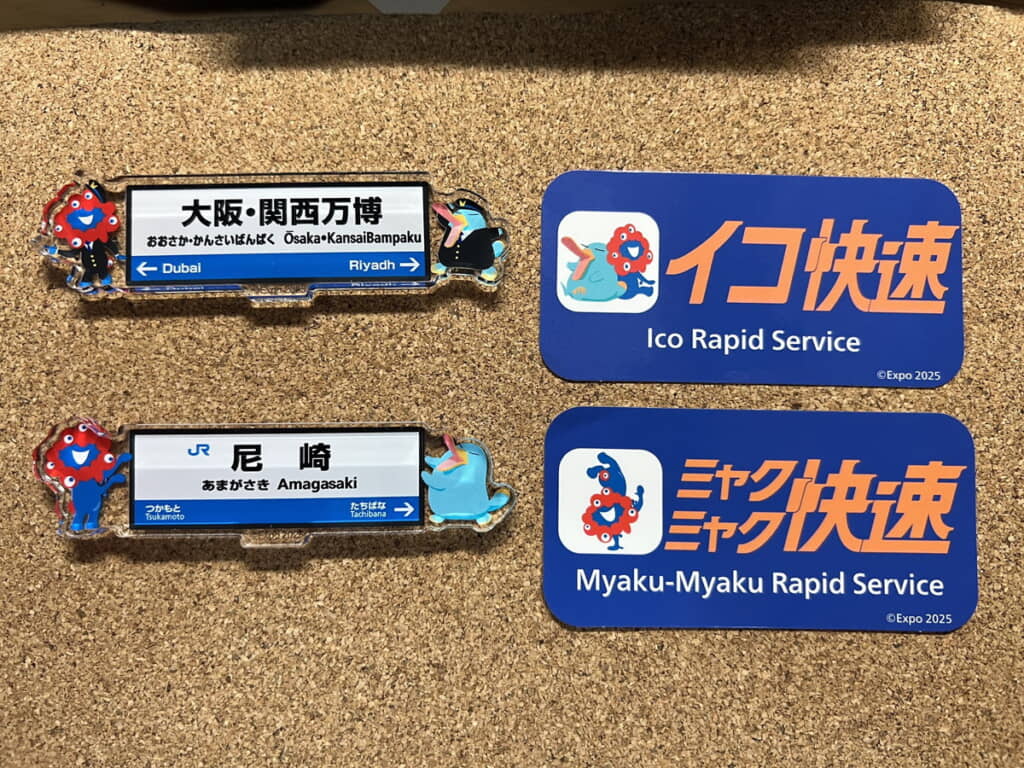 大阪・関西万博
おおさか・かんさいばんぱく Ōsaka•KansaiBampaku
← Dubai Riyadh →
JR 尼崎
あまがさき Amagasaki
つかもと たちばな
Tsukamoto Tachibana →
イコ快速
Ico Rapid Service
©Expo 2025
ミャク
ミャク快速
Myaku-Myaku Rapid Service
©Expo 2025